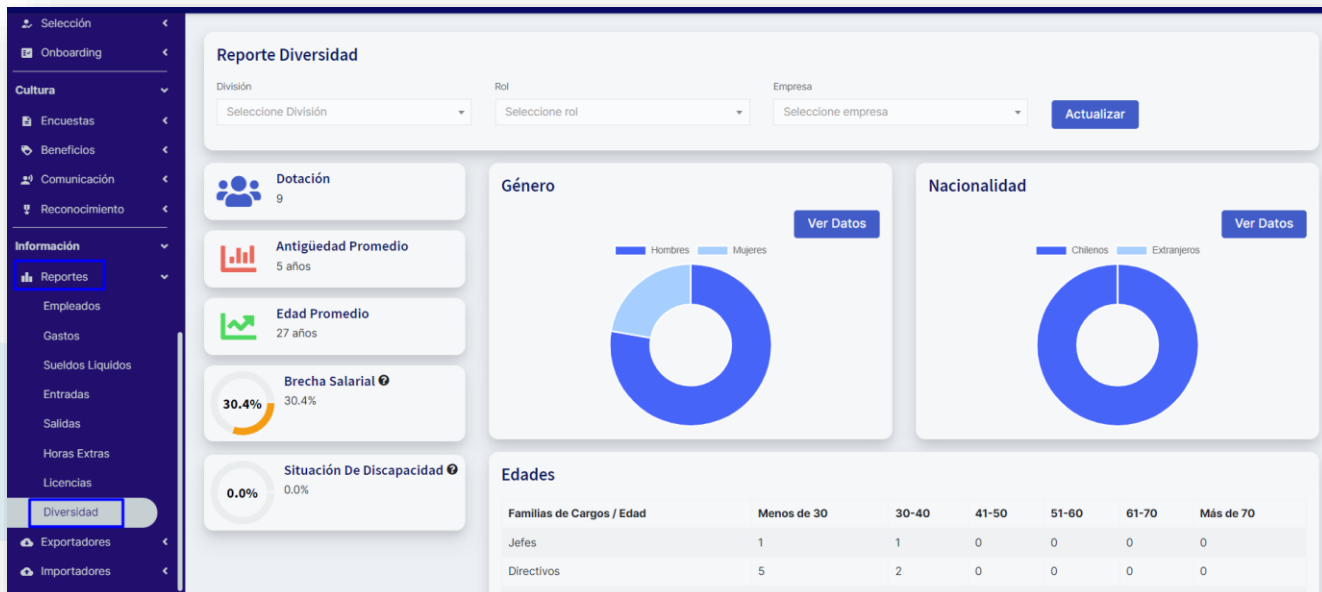 Selección
Onboarding
Cultura
Encuestas
Beneficios
Comunicación
Reconocimiento
Información
Reportes
Empleados
Gastos
Sueldos Liquidos
Entradas
Salidas
Horas Extras
Licencias
Diversidad
Exportadores
Importadores
Reporte Diversidad
División Rol Empresa
Seleccione División Seleccione rol Seleccione empresa Actualizar
Dotación
9
Antigüedad Promedio
5 años
Edad Promedio
27 años
Brecha Salarial
30.4% 30.4%
Situación De Discapacidad
0.0% 0.0%
Género
Ver Datos
Hombres Mujeres
Nacionalidad
Ver Datos
Chilenos Extranjeros
Edades
Familias de Cargos / Edad Menos de 30 30-40 41-50 51-60 61-70 Más de 70
Jefes 1 1 0 0 0 0
Directivos 5 2 0 0 0 0